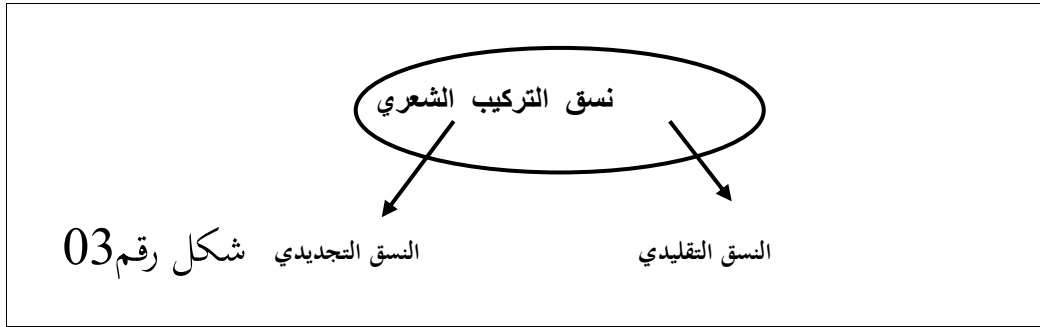 نسق التركيب الشعري
النسق التقليدي النسق التجديدي شكل رقم03